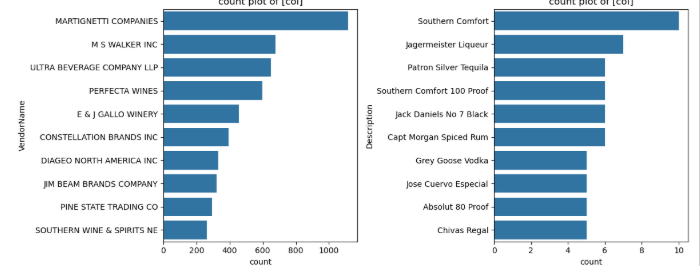 count plot of [col]
MARTIGNETTI COMPANIES
M S WALKER INC
ULTRA BEVERAGE COMPANY LLP
PERFECTA WINES
E & J GALLO WINERY
CONSTELLATION BRANDS INC
DIAGEO NORTH AMERICA INC
JIM BEAM BRANDS COMPANY
PINE STATE TRADING CO
SOUTHERN WINE & SPIRITS NE
VendorName
0 200 400 600 800 1000
count
count plot of [col]
Southern Comfort
Jagermeister Liqueur
Patron Silver Tequila
Southern Comfort 100 Proof
Jack Daniels No 7 Black
Capt Morgan Spiced Rum
Grey Goose Vodka
Jose Cuervo Especial
Absolut 80 Proof
Chivas Regal
Description
0 2 4 6 8 10
count